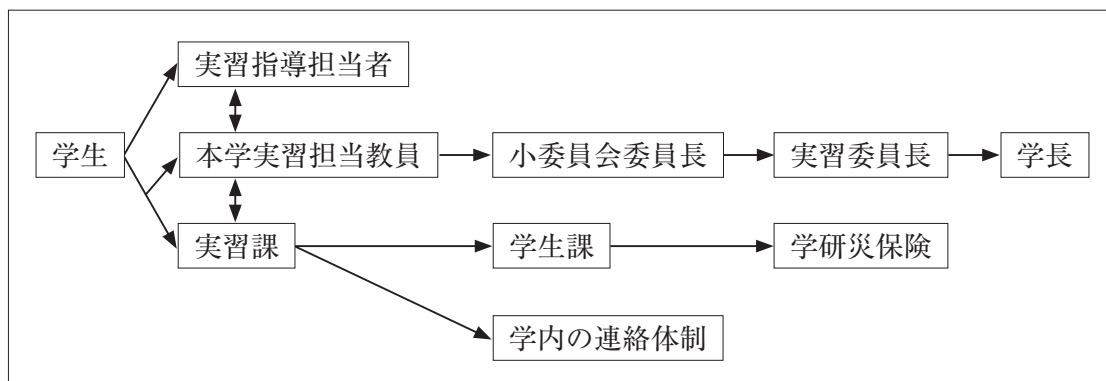 実習指導担当者
学生
本学実習担当教員
小委員会委員長
実習委員長
学長
実習課
学生課
学研災保険
学内の連絡体制